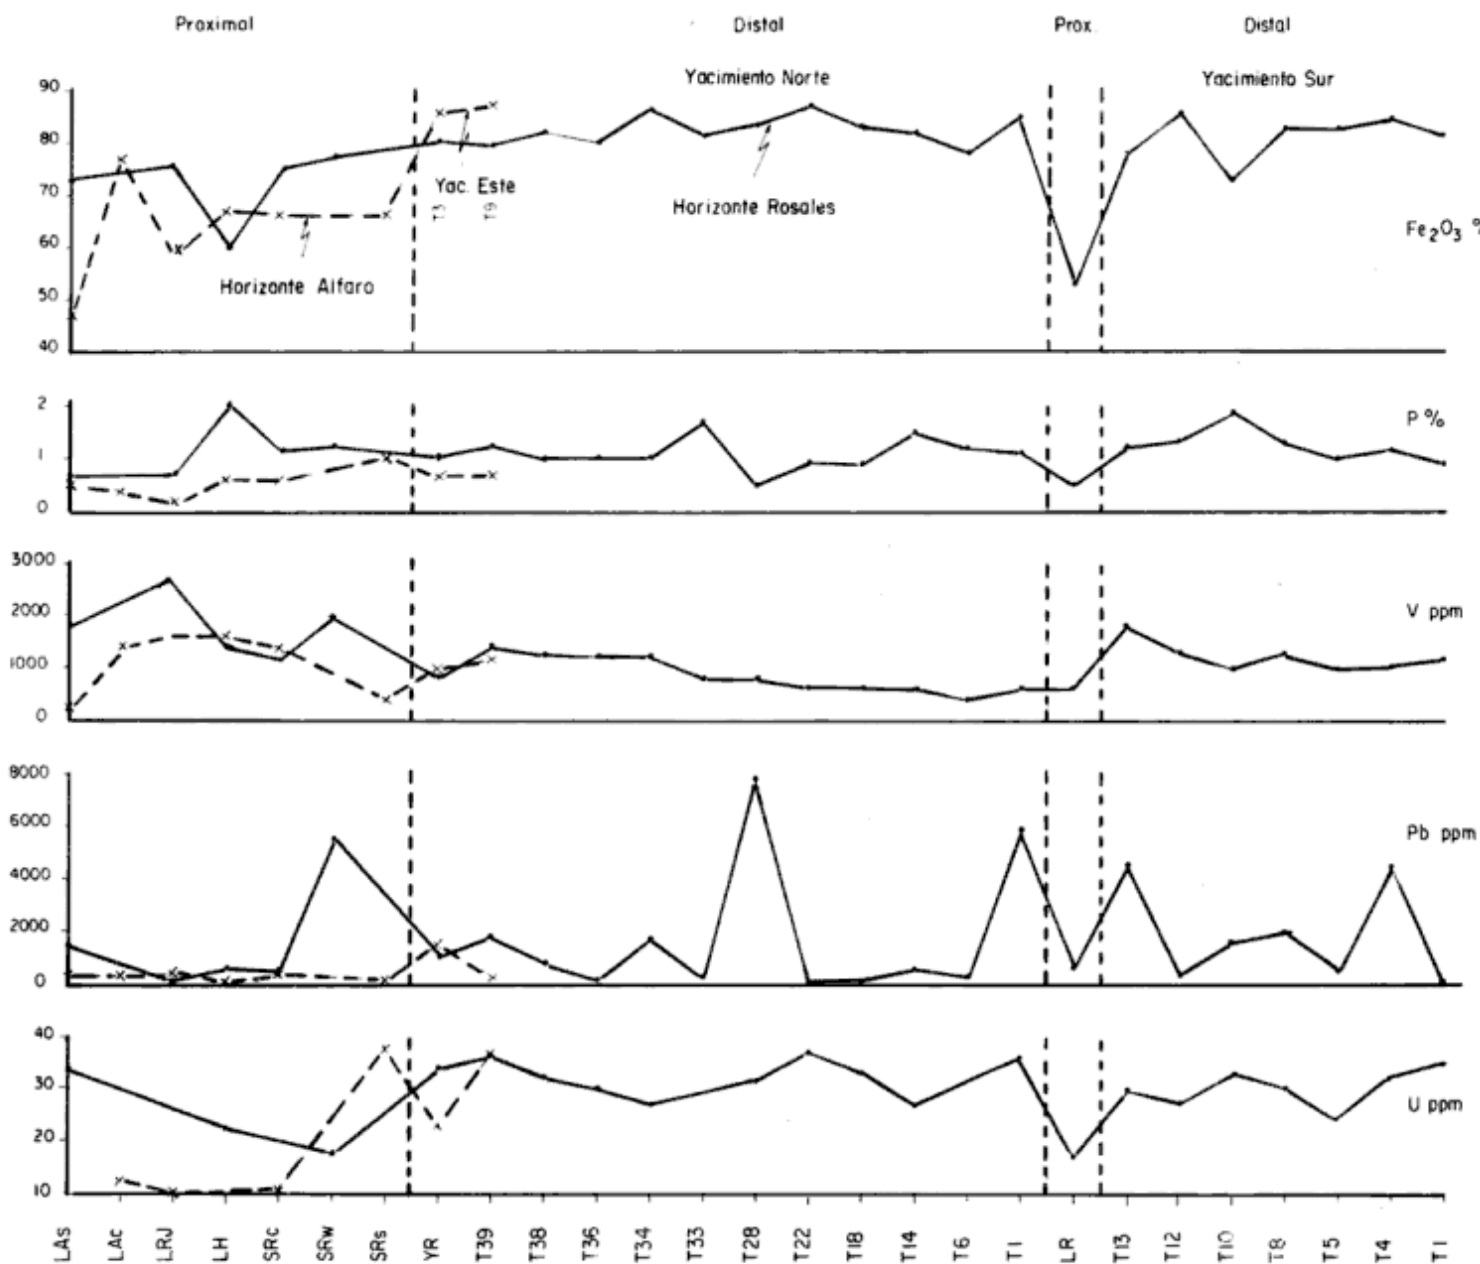 Proximal Distal Prox. Distal
Yacimiento Norte Yacimiento Sur
90
80
70
60
50
40
Yac. Este
T3 T9
Horizonte Rosales
Horizonte Alfaro
Fe₂O₃ %
2
1
0
P %
3000
2000
1000
0
V ppm
8000
6000
4000
2000
0
Pb ppm
40
30
20
10
U ppm
LAs LAc LRJ LH SRc SRw SRs YR T39 T38 T36 T34 T33 T28 T22 T18 T14 T6 T1 LR T13 T12 T10 T8 T5 T4 T1